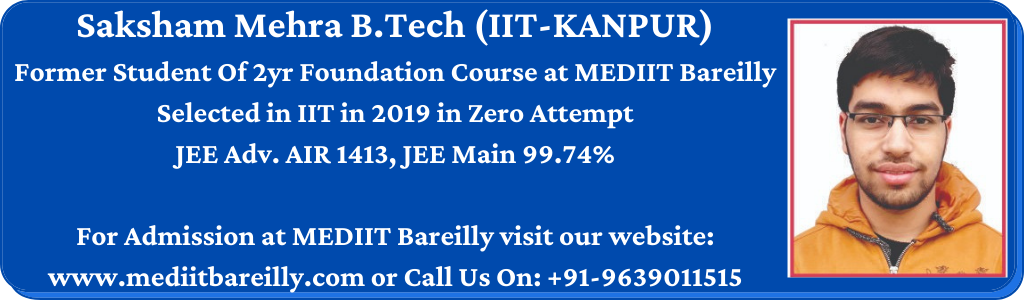 Saksham Mehra B.Tech (IIT-KANPUR)
Former Student Of 2yr Foundation Course at MEDIIT Bareilly
Selected in IIT in 2019 in Zero Attempt
JEE Adv. AIR 1413, JEE Main 99.74%
For Admission at MEDIIT Bareilly visit our website:
www.mediitbareilly.com or Call Us On: +91-9639011515